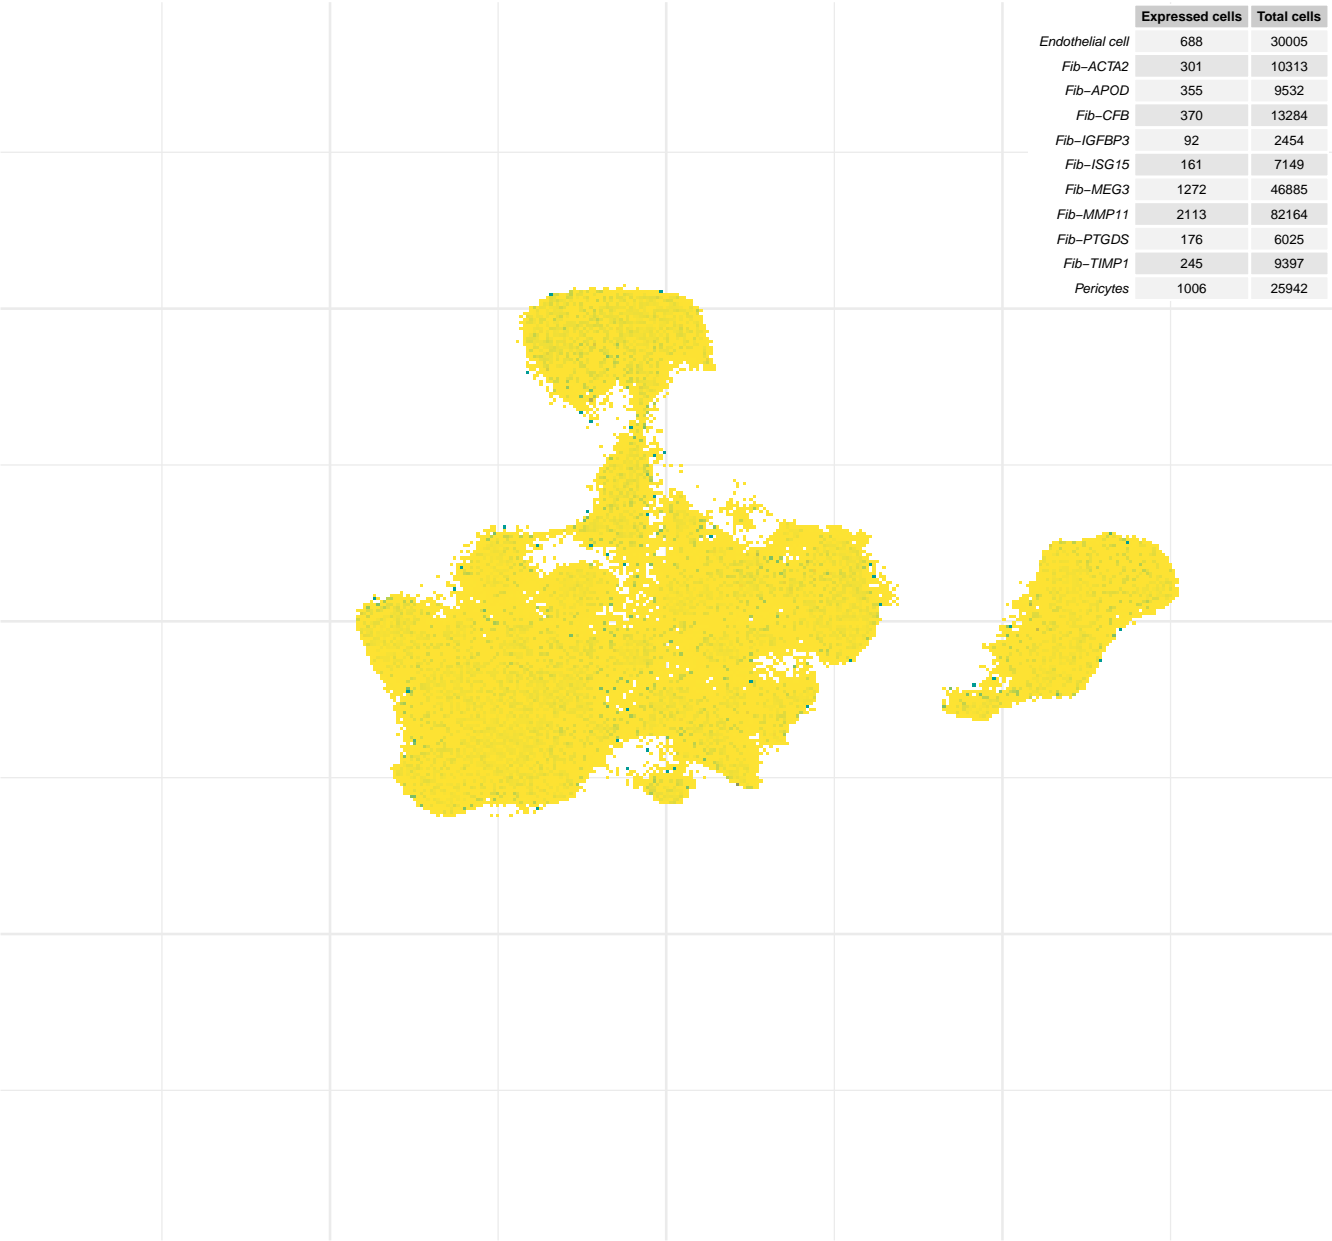 Expressed cells Total cells
Endothelial cell 688 30005
Fib−ACTA2 301 10313
Fib−APOD 355 9532
Fib−CFB 370 13284
Fib−IGFBP3 92 2454
Fib−ISG15 161 7149
Fib−MEG3 1272 46885
Fib−MMP11 2113 82164
Fib−PTGDS 176 6025
Fib−TIMP1 245 9397
Pericytes 1006 25942